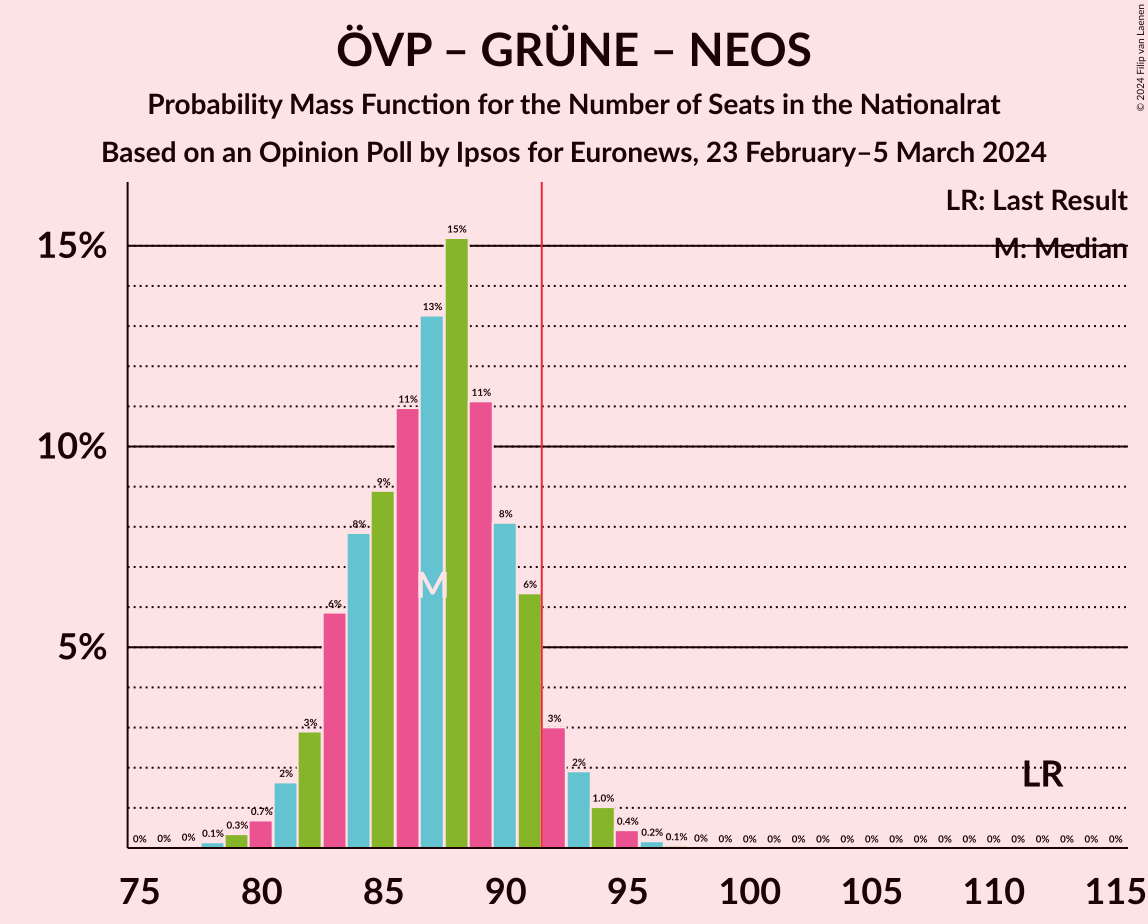 ÖVP – GRÜNE – NEOS
Probability Mass Function for the Number of Seats in the Nationalrat
Based on an Opinion Poll by Ipsos for Euronews, 23 February–5 March 2024
© 2024 Filip van Laenen
LR: Last Result
M: Median
15%
10%
5%
0% 0% 0% 0.1% 0.3% 0.7% 2% 3% 6% 8% 9% 11% 13% 15% 11% 8% 6% 3% 2% 1.0% 0.4% 0.2% 0.1% 0% 0% 0% 0% 0% 0% 0% 0% 0% 0% 0% 0% 0% 0% 0% 0% 0% 0%
M
LR
75 80 85 90 95 100 105 110 115